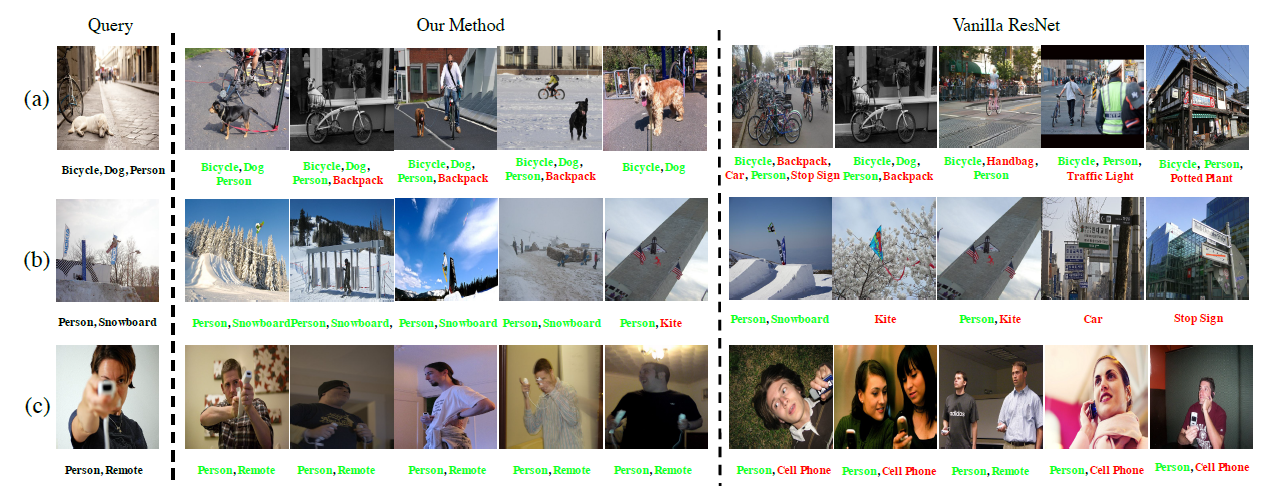 Query
Our Method
Vanilla ResNet
(a)
Bicycle, Dog, Person
Bicycle, Dog
Person
Bicycle, Dog,
Person, Backpack
Bicycle, Dog,
Person, Backpack
Bicycle, Dog,
Person, Backpack
Bicycle, Dog
Bicycle, Backpack,
Car, Person, Stop Sign
Bicycle, Dog,
Person, Backpack
Bicycle, Handbag,
Person
Bicycle, Person,
Traffic Light
Bicycle, Person,
Potted Plant
(b)
Person, Snowboard
Person, Snowboard
Person, Snowboard,
Person, Snowboard
Person, Snowboard
Person, Kite
Person, Snowboard
Kite
Person, Kite
Car
Stop Sign
(c)
adidas
Person, Remote
Person, Remote
Person, Remote
Person, Remote
Person, Remote
Person, Remote
Person, Cell Phone
Person, Cell Phone
Person, Remote
Person, Cell Phone
Person, Cell Phone